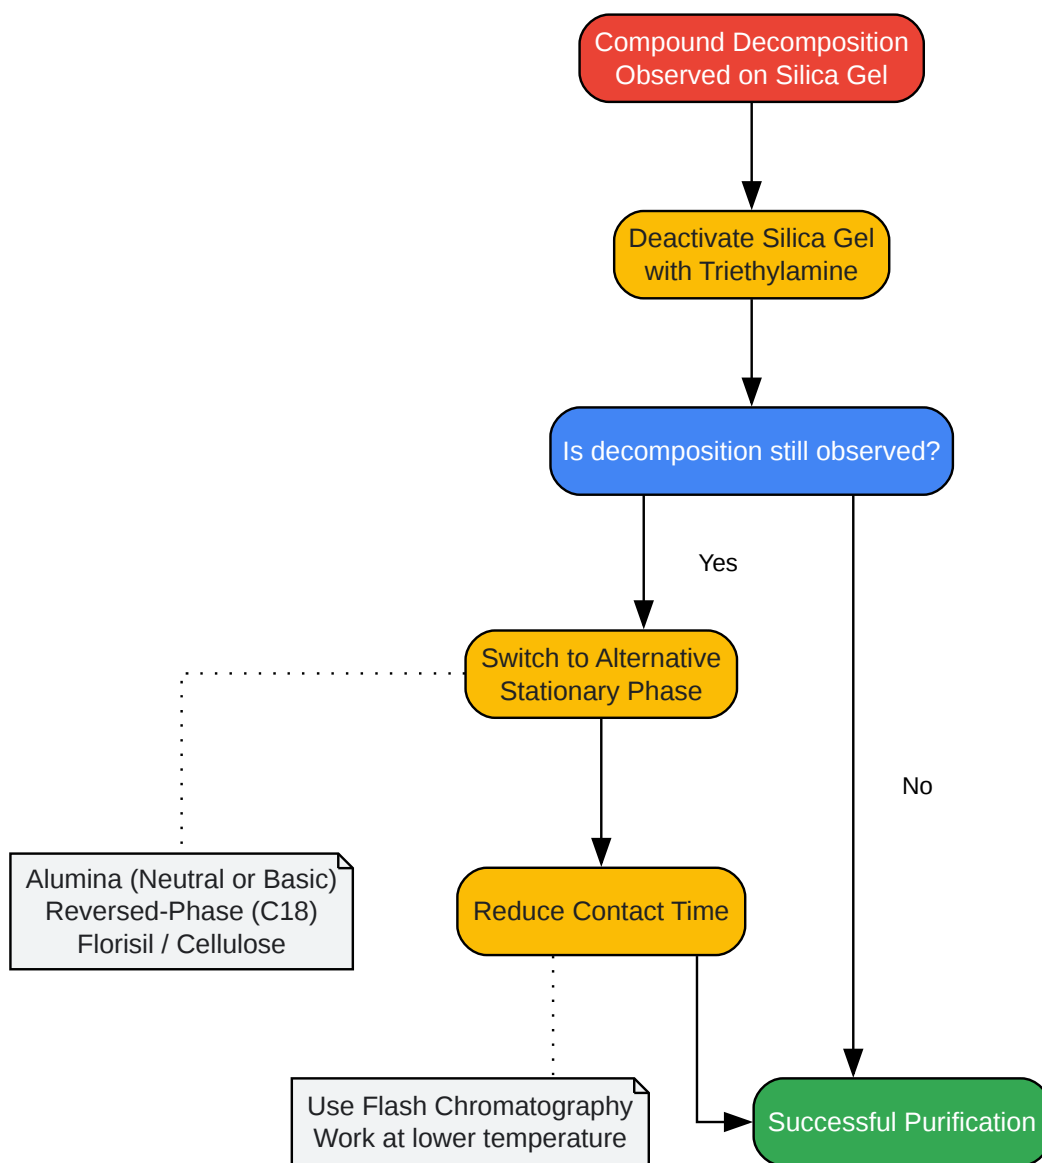 Compound Decomposition
Observed on Silica Gel
Deactivate Silica Gel
with Triethylamine
Is decomposition still observed?
Yes
Switch to Alternative
Stationary Phase
No
Alumina (Neutral or Basic)
Reversed-Phase (C18)
Florisil / Cellulose
Reduce Contact Time
Use Flash Chromatography
Work at lower temperature
Successful Purification